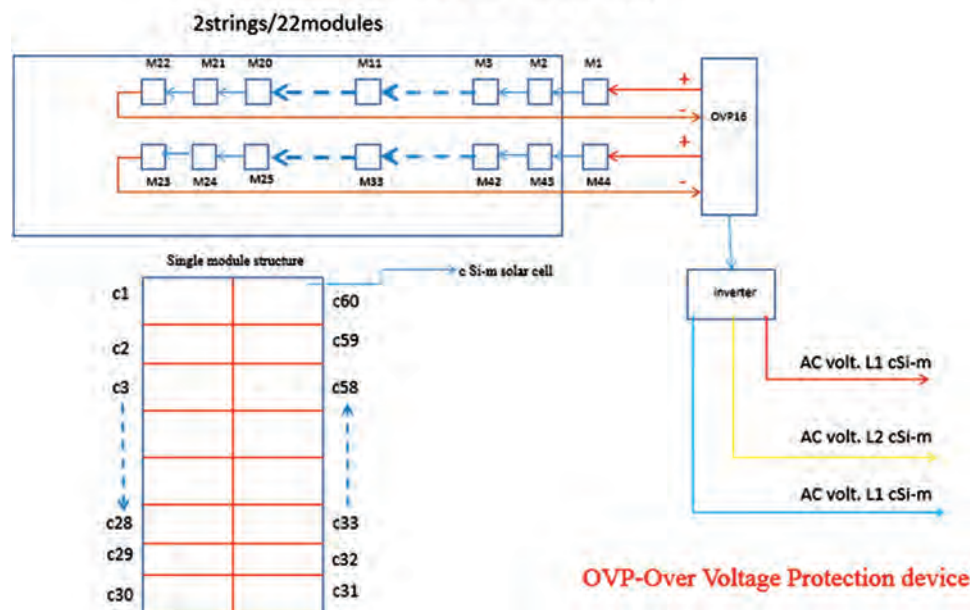 2strings/22modules
M22 M21 M20 M11 M3 M2 M1
+
-
OVP16
+
-
M23 M24 M25 M33 M42 M43 M44
Single module structure
c Si-m solar cell
inverter
c1 c60
c2 c59
c3 c58
c28 c33
c29 c32
c30 c31
AC volt. L1 cSi-m
AC volt. L2 cSi-m
AC volt. L1 cSi-m
OVP-Over Voltage Protection device